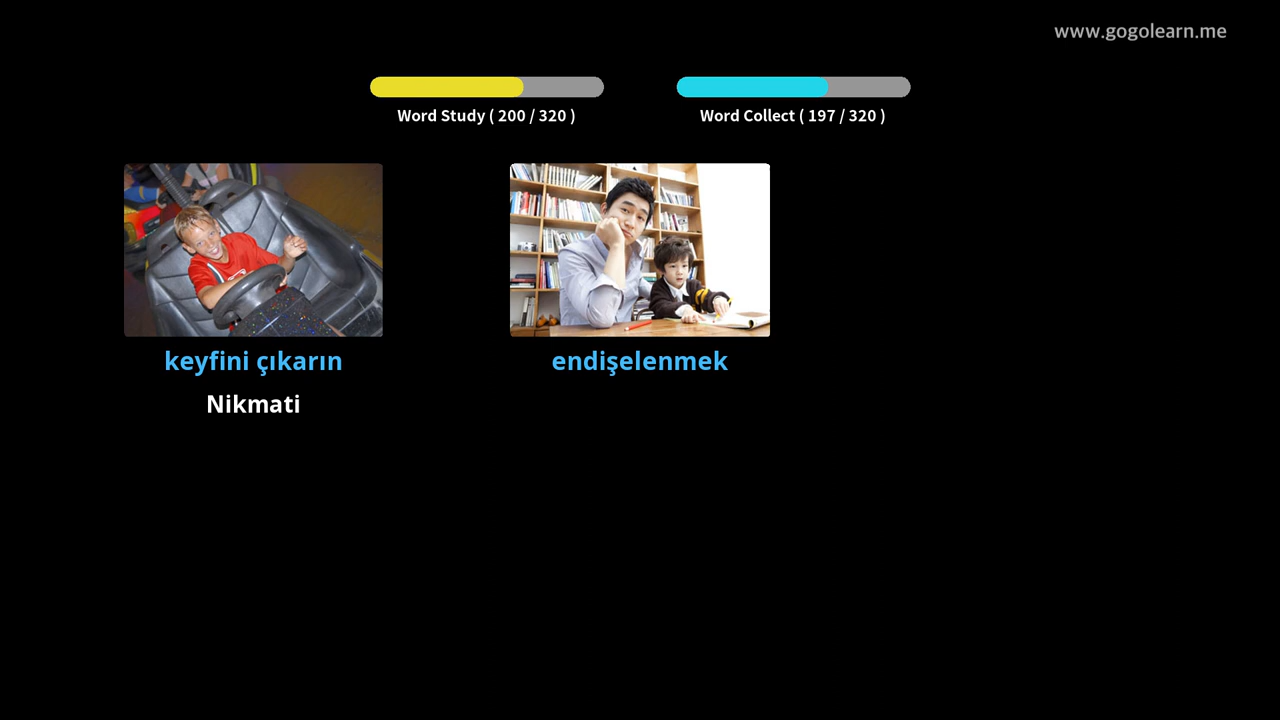 www.gogolearn.me
Word Study ( 200 / 320 )
Word Collect ( 197 / 320 )
keyfini çıkarın
endişelenmek
Nikmati